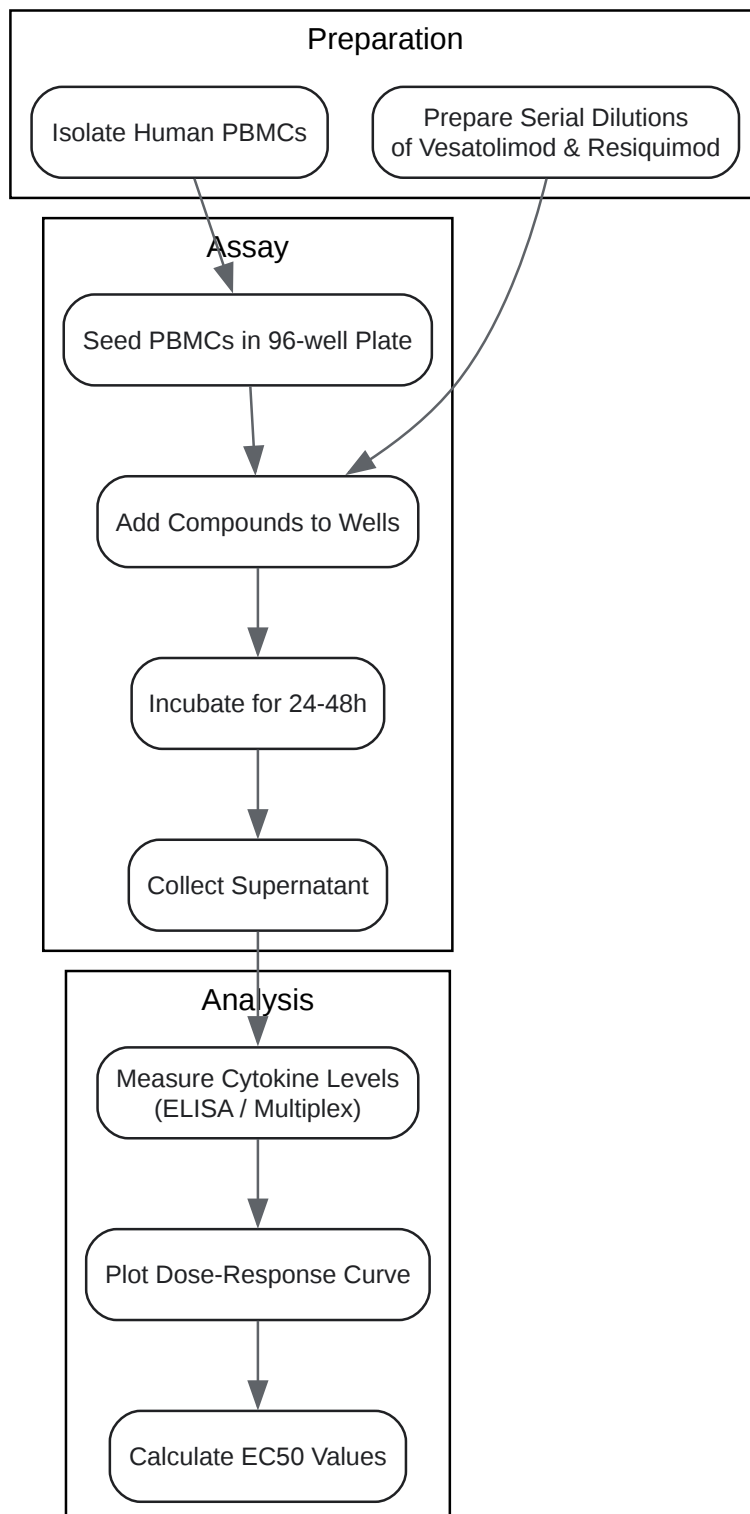 Preparation
Isolate Human PBMCs
Prepare Serial Dilutions
of Vesatolimod & Resiquimod
Assay
Seed PBMCs in 96-well Plate
Add Compounds to Wells
Incubate for 24-48h
Collect Supernatant
Analysis
Measure Cytokine Levels
(ELISA / Multiplex)
Plot Dose-Response Curve
Calculate EC50 Values